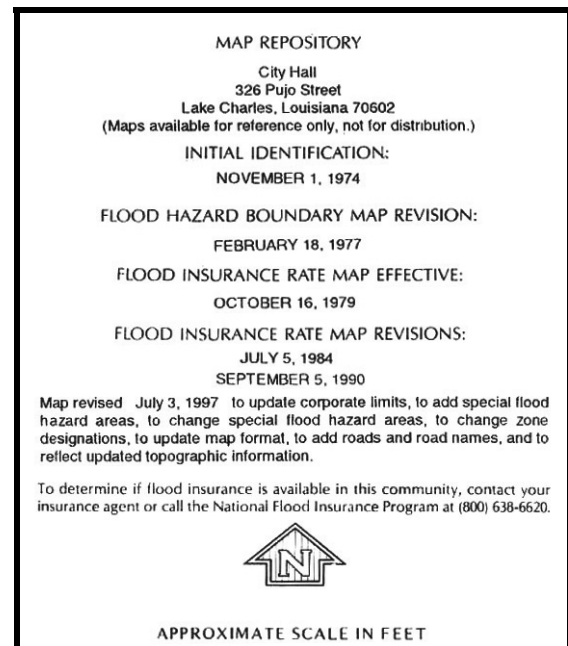 MAP REPOSITORY
City Hall
326 Pujo Street
Lake Charles, Louisiana 70602
(Maps available for reference only, not for distribution.)
INITIAL IDENTIFICATION:
NOVEMBER 1, 1974
FLOOD HAZARD BOUNDARY MAP REVISION:
FEBRUARY 18, 1977
FLOOD INSURANCE RATE MAP EFFECTIVE:
OCTOBER 16, 1979
FLOOD INSURANCE RATE MAP REVISIONS:
JULY 5, 1984
SEPTEMBER 5, 1990
Map revised July 3, 1997 to update corporate limits, to add special flood
hazard areas, to change special flood hazard areas, to change zone
designations, to update map format, to add roads and road names, and to
reflect updated topographic information.
To determine if flood insurance is available in this community, contact your
insurance agent or call the National Flood Insurance Program at (800) 638-6620.
N
APPROXIMATE SCALE IN FEET